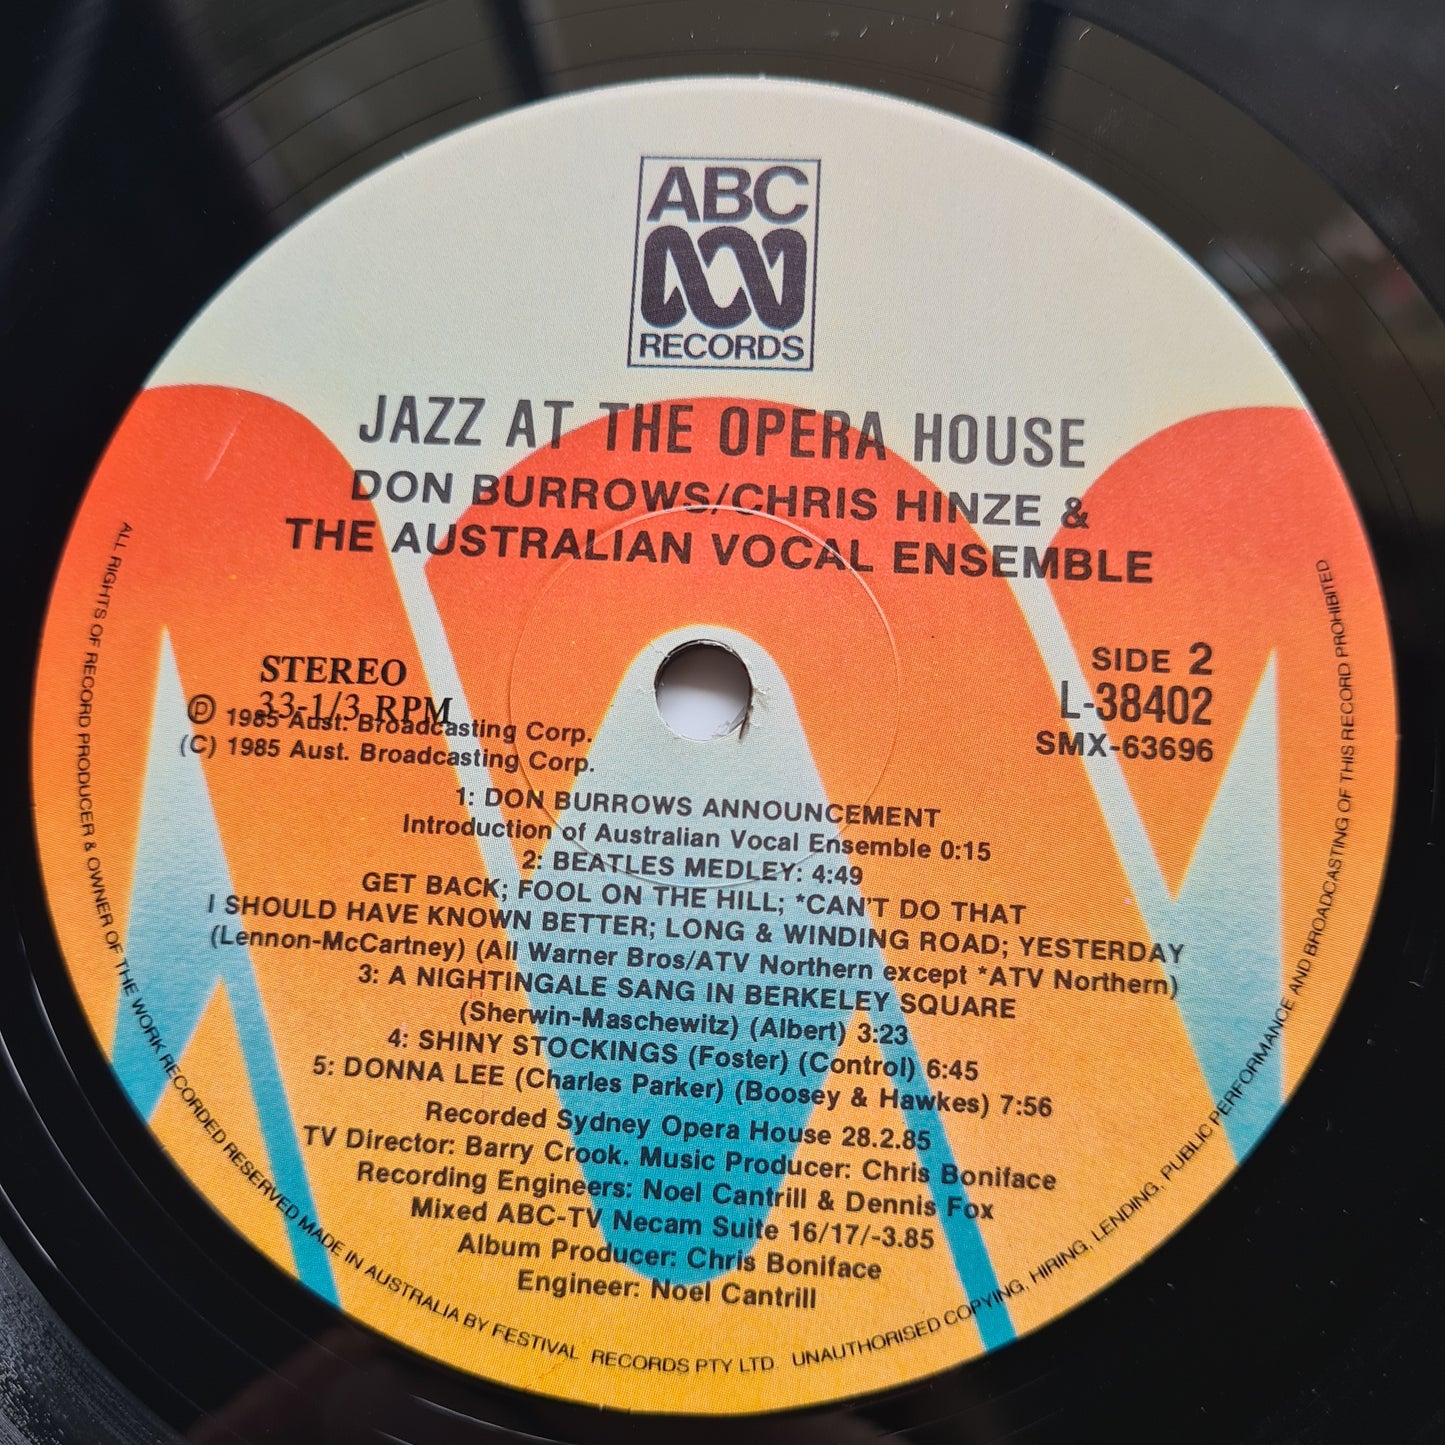 ABC
RECORDS
JAZZ AT THE OPERA HOUSE
DON BURROWS/CHRIS HINZE &
THE AUSTRALIAN VOCAL ENSEMBLE
STEREO
33-1/3 RPM
Ⓟ 1985 Aust. Broadcasting Corp.
(C) 1985 Aust. Broadcasting Corp.
SIDE 2
L-38402
SMX-63696
1: DON BURROWS ANNOUNCEMENT
Introduction of Australian Vocal Ensemble 0:15
2: BEATLES MEDLEY: 4:49
GET BACK; FOOL ON THE HILL; *CAN'T DO THAT
I SHOULD HAVE KNOWN BETTER; LONG & WINDING ROAD; YESTERDAY
(Lennon-McCartney) (All Warner Bros/ATV Northern except *ATV Northern)
3: A NIGHTINGALE SANG IN BERKELEY SQUARE
(Sherwin-Maschewitz) (Albert) 3:23
4: SHINY STOCKINGS (Foster) (Control) 6:45
5: DONNA LEE (Charles Parker) (Boosey & Hawkes) 7:56
Recorded Sydney Opera House 28.2.85
TV Director: Barry Crook. Music Producer: Chris Boniface
Recording Engineers: Noel Cantrill & Dennis Fox
Mixed ABC-TV Necam Suite 16/17/-3.85
Album Producer: Chris Boniface
Engineer: Noel Cantrill
ALL RIGHTS OF RECORD PRODUCER & OWNER OF THE WORK RECORDED RESERVED MADE IN AUSTRALIA BY FESTIVAL RECORDS PTY LTD. UNAUTHORISED COPYING, HIRING, LENDING, PUBLIC PERFORMANCE AND BROADCASTING OF THIS RECORD PROHIBITED